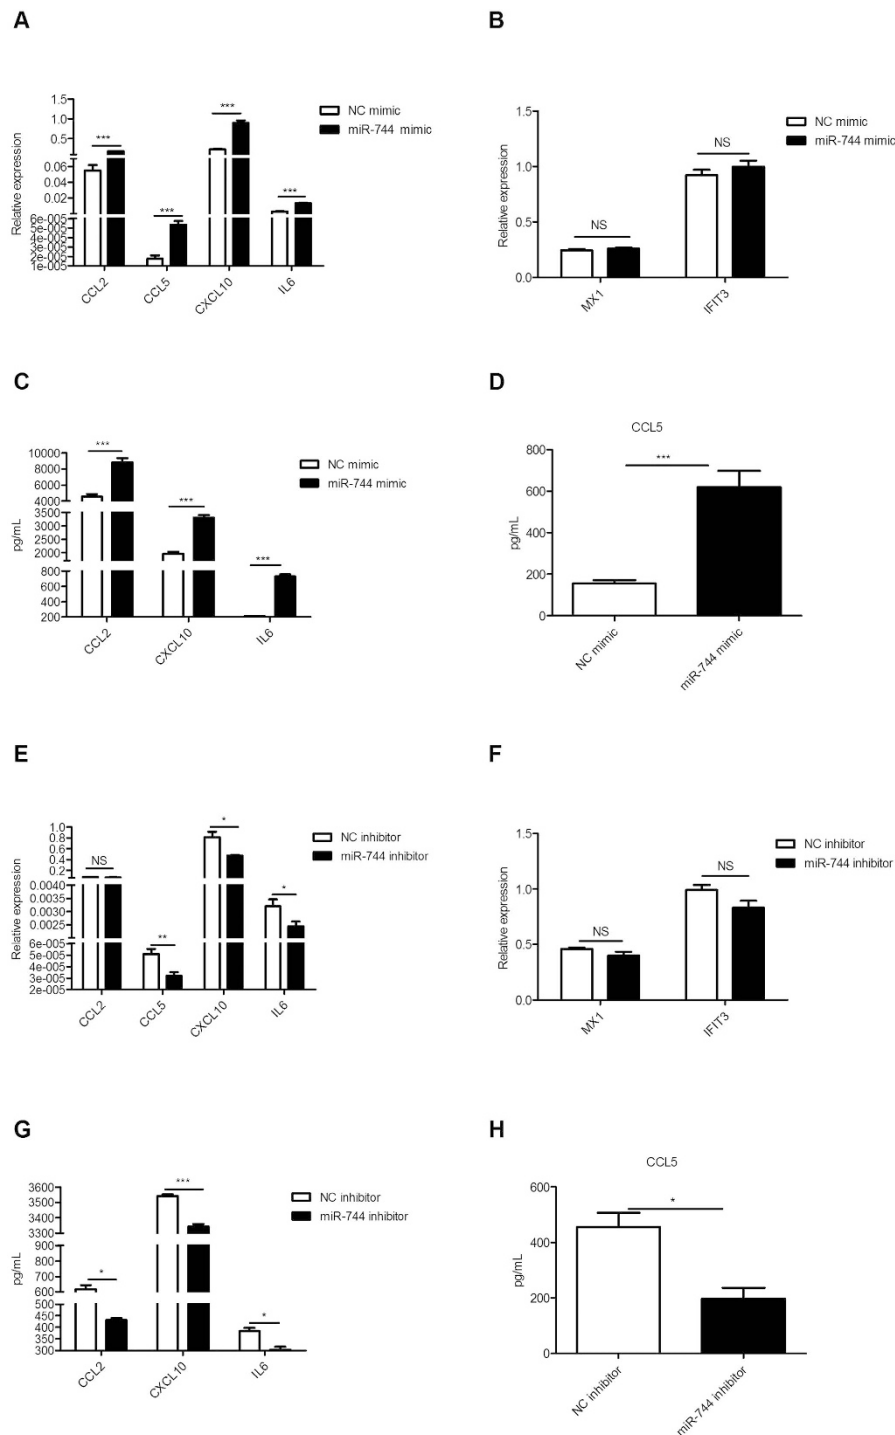 A
Relative expression
1.5
1.0
0.5
0.06
0.02
6e-005
5e-005
4e-005
3e-005
2e-005
1e-005
***
***
***
***
NC mimic
miR-744 mimic
CCL2
CCL5
CXCL10
IL6
B
Relative expression
1.5
1.0
0.5
0.0
NS
NS
NC mimic
miR-744 mimic
MX1
IFIT3
C
pg/mL
10000
8000
6000
4000
3500
3000
2500
2000
800
600
400
200
***
***
***
NC mimic
miR-744 mimic
CCL2
CXCL10
IL6
D
CCL5
pg/mL
800
600
400
200
0
***
NC mimic
miR-744 mimic
E
Relative expression
1.0
0.8
0.6
0.4
0.2
0.0040
0.0035
0.0030
0.0025
6e-005
5e-005
4e-005
3e-005
2e-005
NS
**
*
*
NC inhibitor
miR-744 inhibitor
CCL2
CCL5
CXCL10
IL6
F
Relative expression
1.5
1.0
0.5
0.0
NS
NS
NC inhibitor
miR-744 inhibitor
MX1
IFIT3
G
pg/mL
3600
3500
3400
3300
900
800
700
600
500
450
400
350
300
*
***
*
NC inhibitor
miR-744 inhibitor
CCL2
CXCL10
IL6
H
CCL5
pg/mL
600
400
200
0
*
NC inhibitor
miR-744 inhibitor